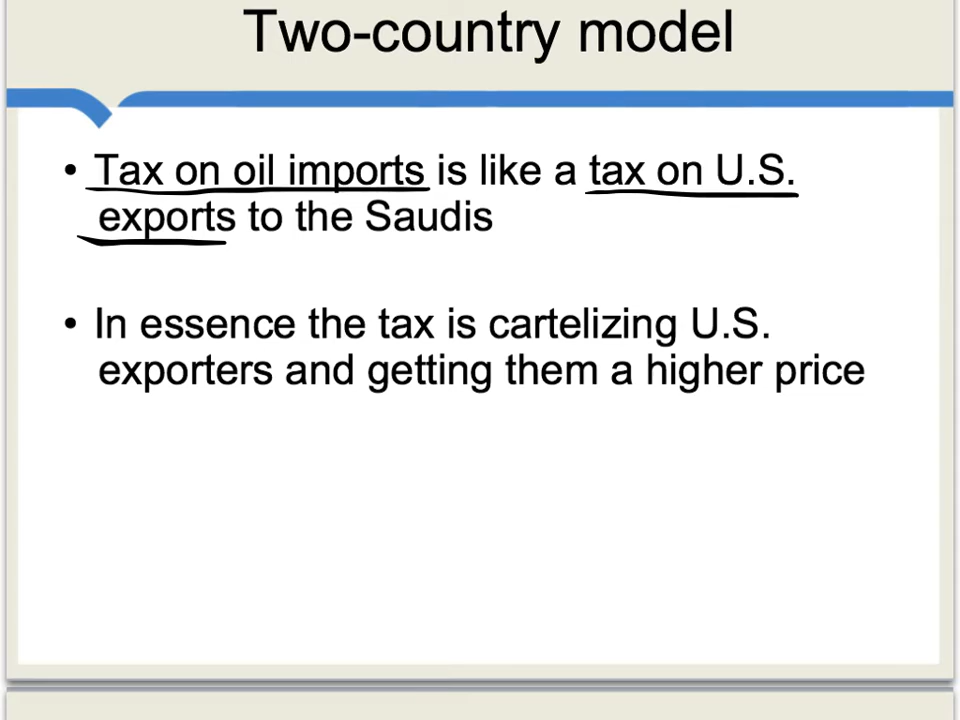 Two-country model
• Tax on oil imports is like a tax on U.S.
exports to the Saudis
• In essence the tax is cartelizing U.S.
exporters and getting them a higher price